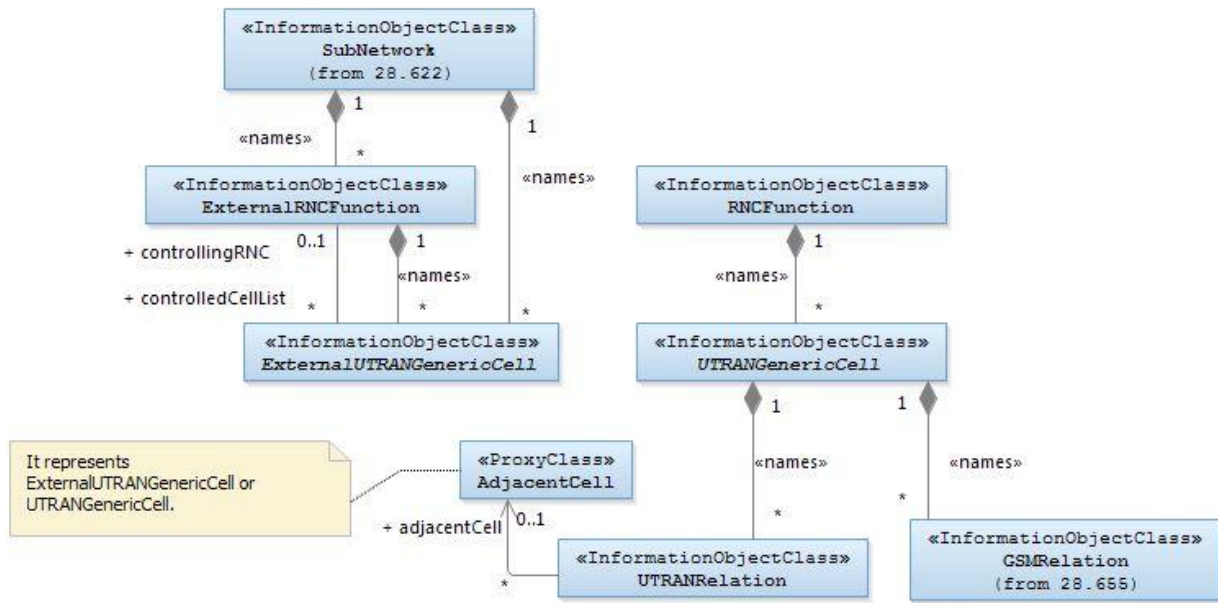 «InformationObjectClass»
SubNetwork
(from 28.622)
1
1
«names»
*
«names»
«InformationObjectClass»
ExternalRNCFunction
«InformationObjectClass»
RNCFunction
0..1
1
1
+ controllingRNC
«names»
«names»
+ controlledCellList
*
*
*
*
«InformationObjectClass»
ExternalUTRANGenericCell
«InformationObjectClass»
UTRANGenericCell
1
1
It represents
ExternalUTRANGenericCell or
UTRANGenericCell.
«ProxyClass»
AdjacentCell
«names»
«names»
+ adjacentCell
0..1
*
*
*
«InformationObjectClass»
UTRANRelation
«InformationObjectClass»
GSMRelation
(from 28.655)